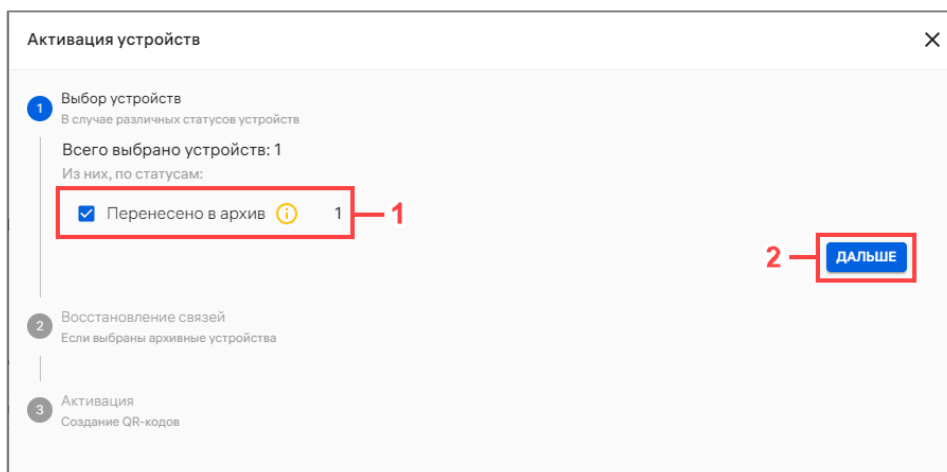 Активация устройств
1 Выбор устройств
В случае различных статусов устройств
Всего выбрано устройств: 1
Из них, по статусам:
Перенесено в архив 1 1
2 ДАЛЬШЕ
2 Восстановление связей
Если выбраны архивные устройства
3 Активация
Создание QR-кодов